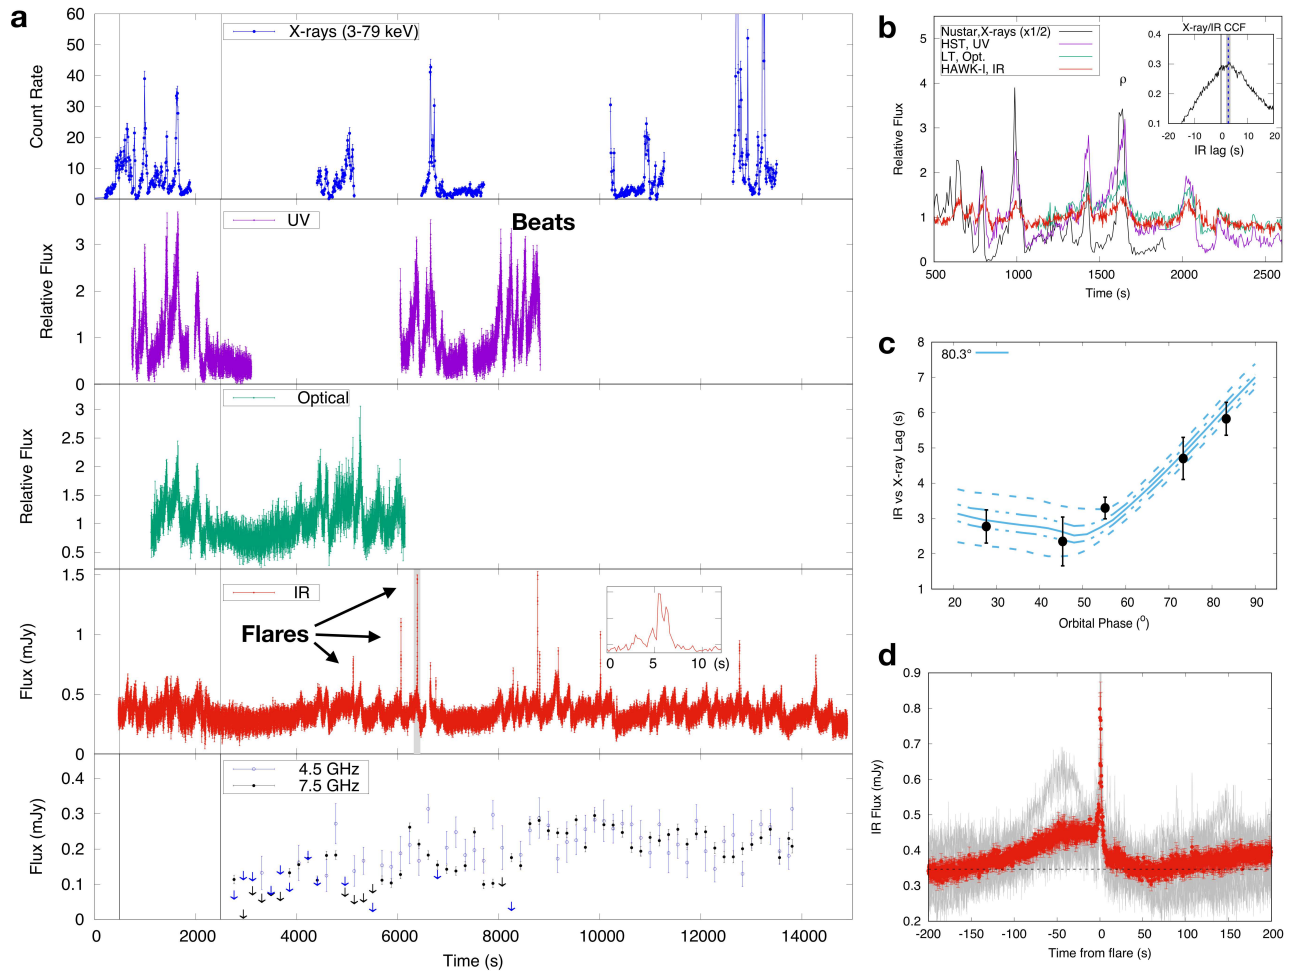 a
X-rays (3-79 keV)
Count Rate
60
50
40
30
20
10
0
UV
Beats
Relative Flux
3
2
1
0
Optical
Relative Flux
3
2.5
2
1.5
1
0.5
IR
Flares
Flux (mJy)
1.5
1
0.5
0
0 5 10 (s)
4.5 GHz
7.5 GHz
Flux (mJy)
0.4
0.3
0.2
0.1
0
0 2000 4000 6000 8000 10000 12000 14000
Time (s)
b
Nustar,X-rays (x1/2)
HST, UV
LT, Opt.
HAWK-I, IR
ρ
Relative Flux
5
4
3
2
1
0
500 1000 1500 2000 2500
Time (s)
X-ray/IR CCF
0.4
0.3
0.2
0.1
-20 -10 0 10 20
IR lag (s)
c
80.3°
IR vs X-ray Lag (s)
8
7
6
5
4
3
2
1
20 30 40 50 60 70 80 90
Orbital Phase (⁰)
d
IR Flux (mJy)
0.9
0.8
0.7
0.6
0.5
0.4
0.3
0.2
-200 -150 -100 -50 0 50 100 150 200
Time from flare (s)